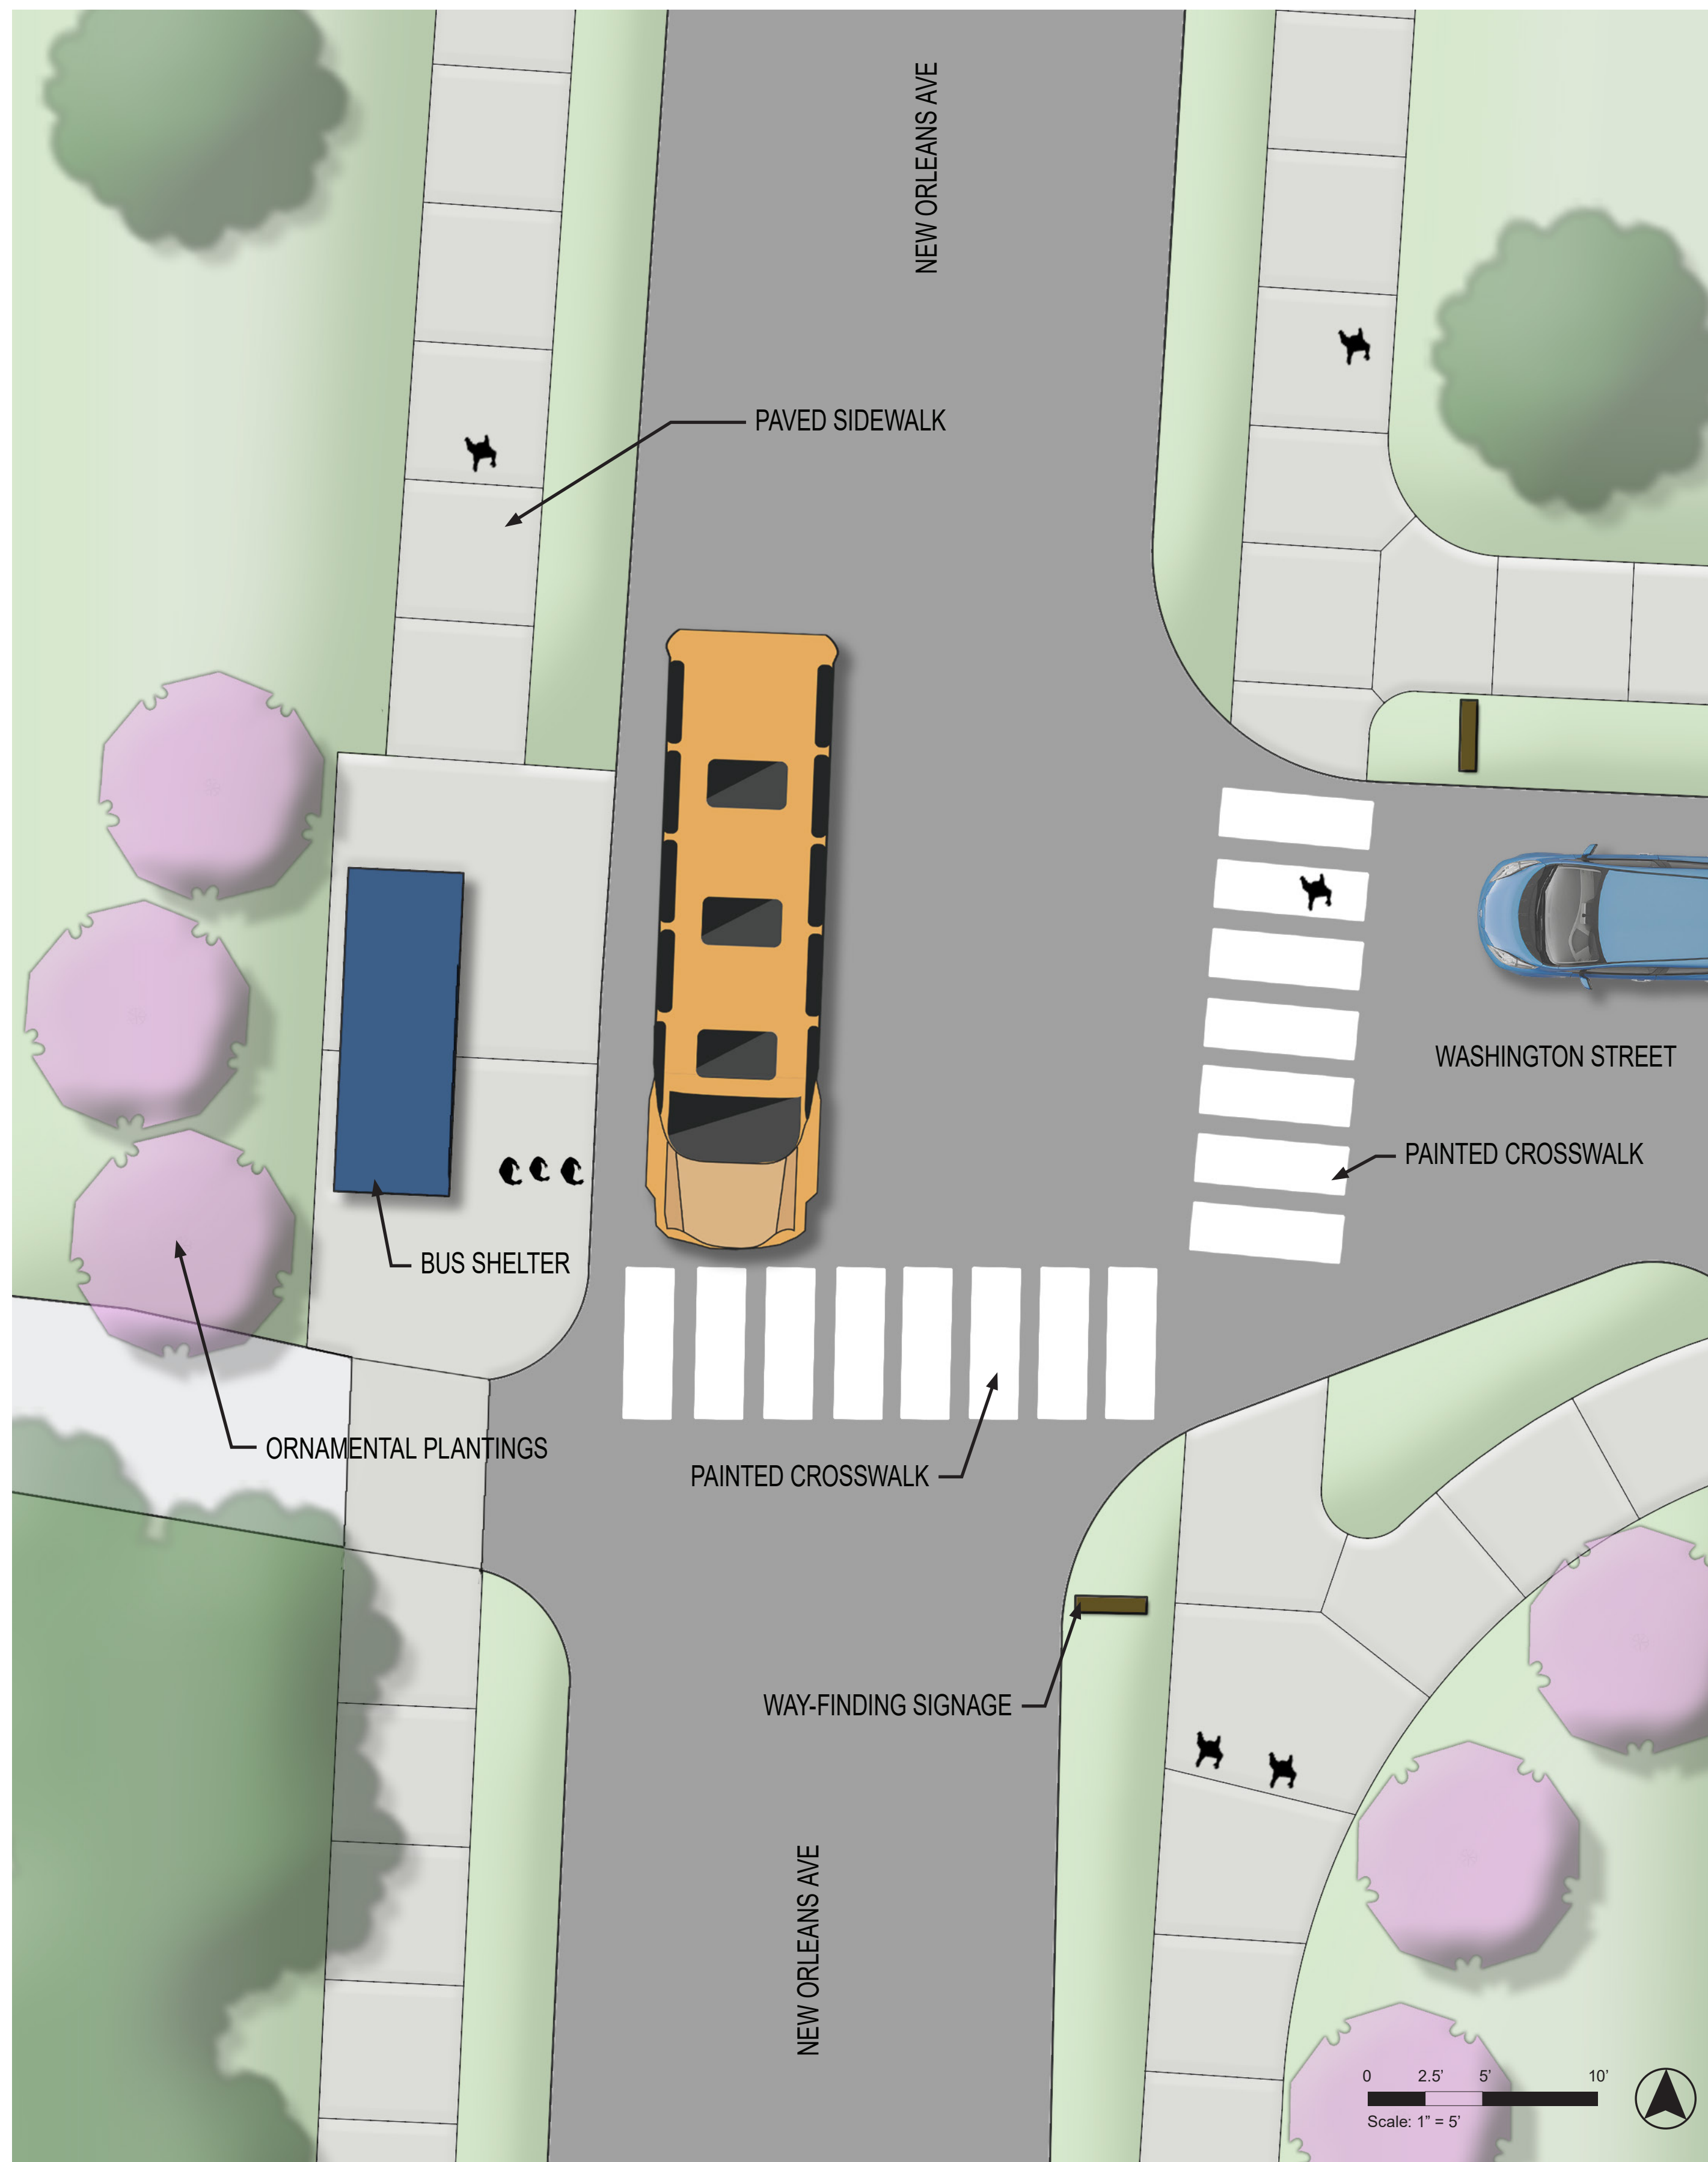 NEW ORLEANS AVE
PAVED SIDEWALK
WASHINGTON STREET
PAINTED CROSSWALK
BUS SHELTER
ORNAMENTAL PLANTINGS
PAINTED CROSSWALK
WAY-FINDING SIGNAGE
NEW ORLEANS AVE
0 2.5' 5' 10'
Scale: 1" = 5'